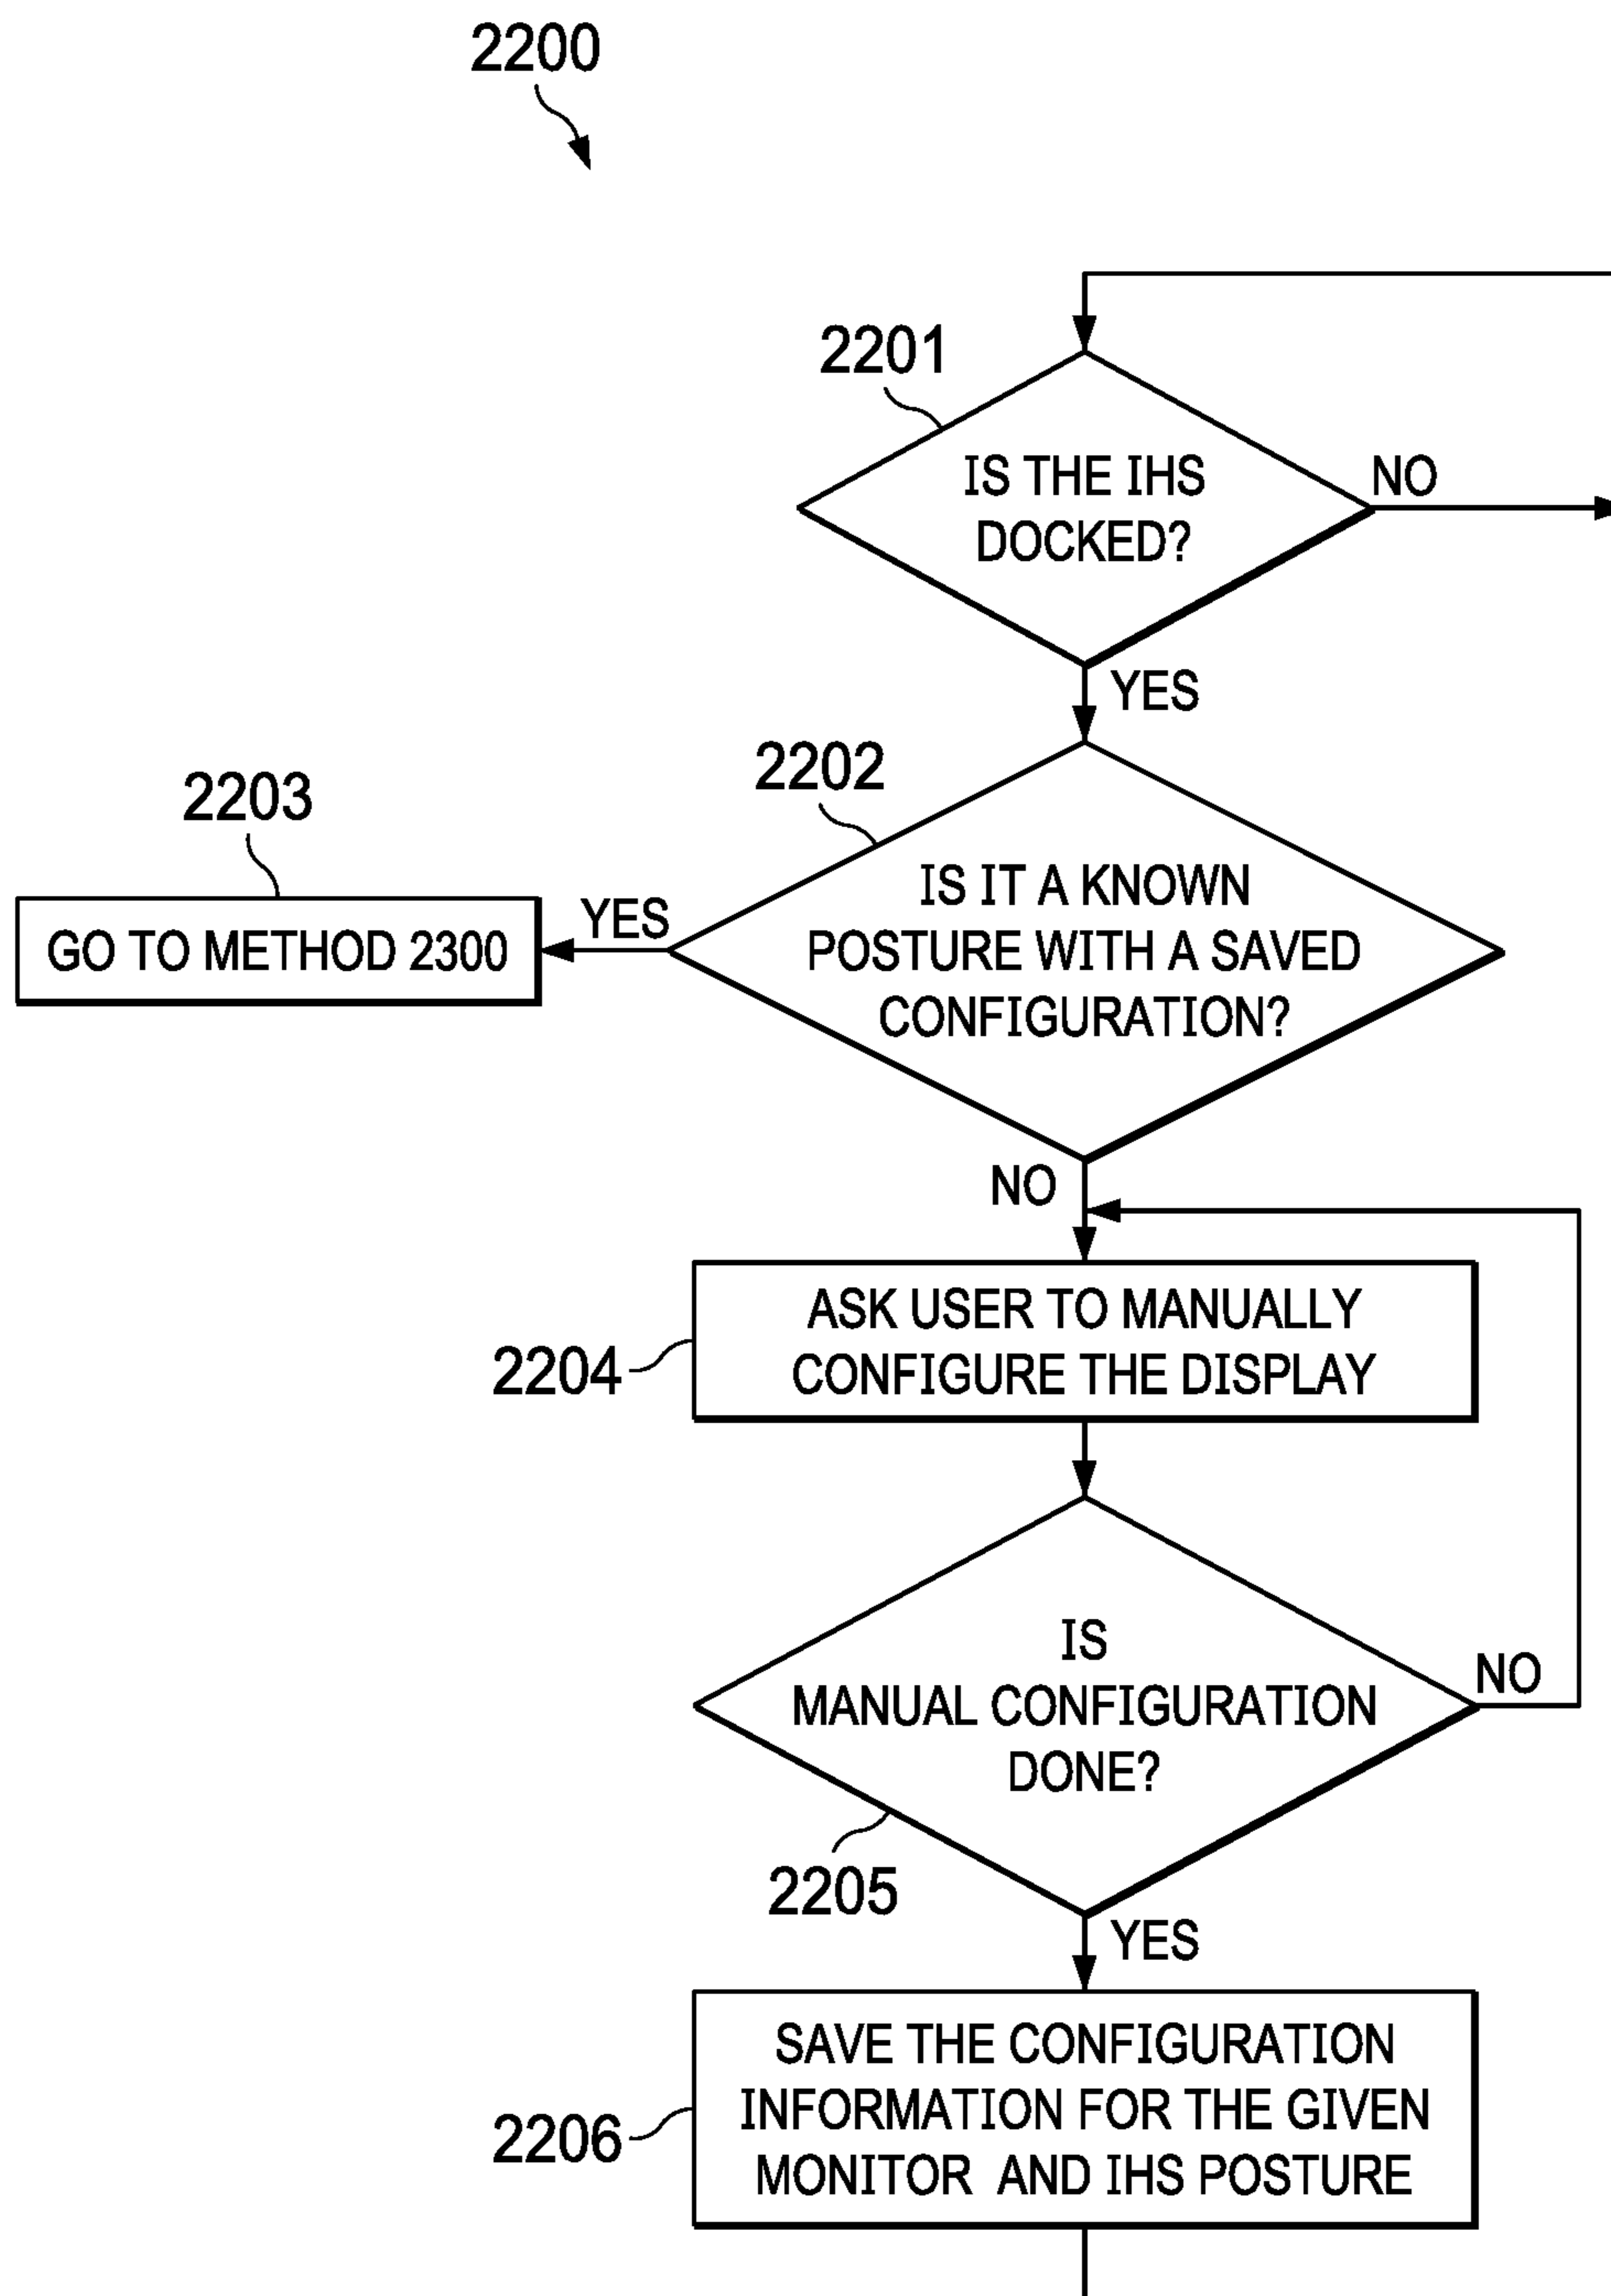 2200
2201
IS THE IHS
DOCKED?
NO
YES
2202
2203
IS IT A KNOWN
POSTURE WITH A SAVED
CONFIGURATION?
YES
GO TO METHOD 2300
NO
ASK USER TO MANUALLY
CONFIGURE THE DISPLAY
2204
IS
MANUAL CONFIGURATION
DONE?
NO
2205
YES
SAVE THE CONFIGURATION
INFORMATION FOR THE GIVEN
MONITOR AND IHS POSTURE
2206